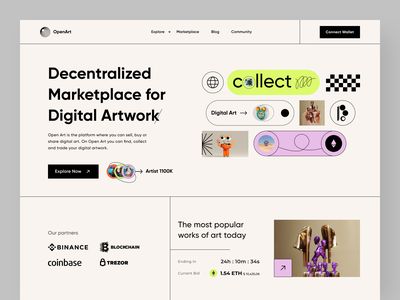 OpenArt
Explore
Marketplace
Blog
Community
Connect Wallet
Decentralized
Marketplace for
Digital Artwork
Open Art is the platform where you can sell, buy or
share digital art. On Open Art you can find, collect
and trade your digital artwork.
Explore Now
Artist 1100K
collect
Digital Art
Our partners
BINANCE
BLOCKCHAIN
coinbase
TREZOR
The most popular
works of art today
Ending in
24h : 10m : 34s
Current Bid
1.54 ETH